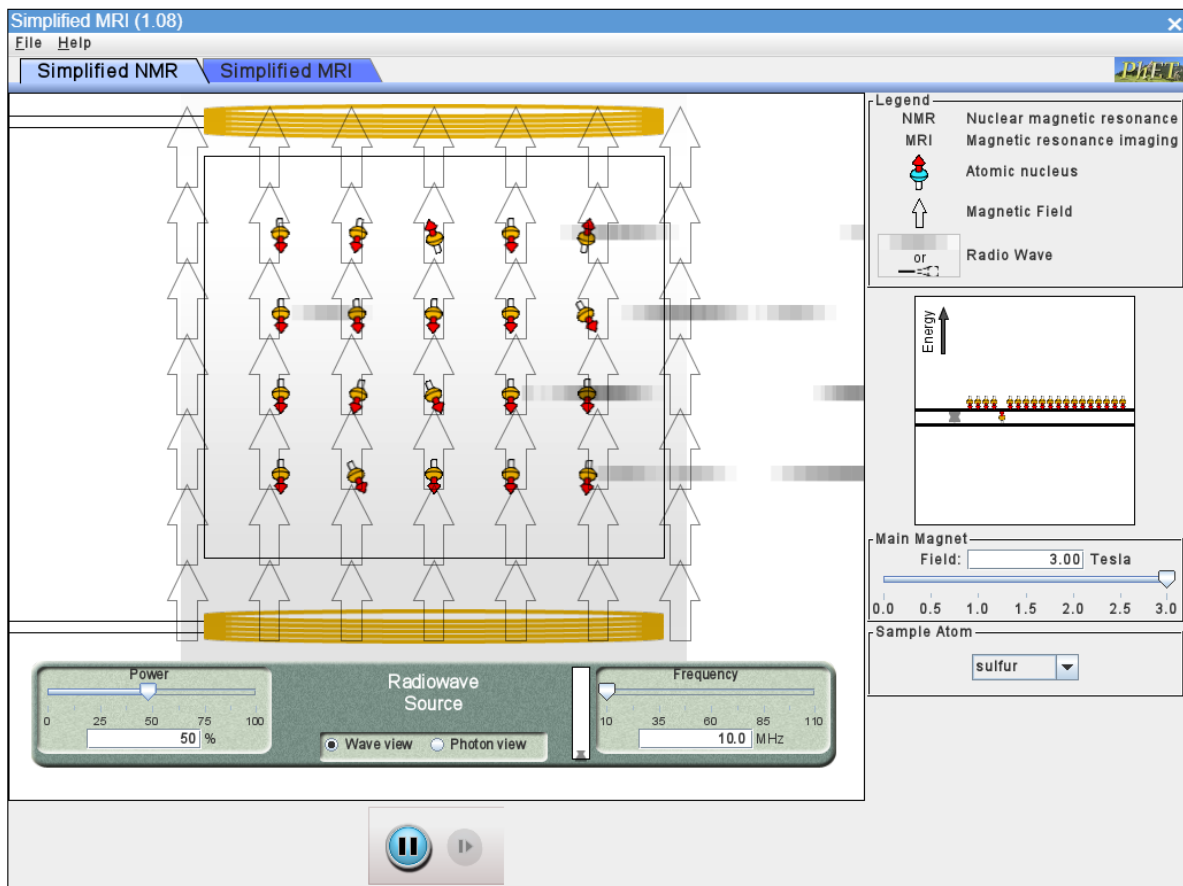 Simplified MRI (1.08)
File Help
Simplified NMR Simplified MRI
PhET
Legend
NMR Nuclear magnetic resonance
MRI Magnetic resonance imaging
Atomic nucleus
Magnetic Field
or
Radio Wave
Energy
Main Magnet
Field: 3.00 Tesla
0.0 0.5 1.0 1.5 2.0 2.5 3.0
Sample Atom
sulfur
Power
0 25 50 75 100
50 %
Radiowave
Source
Wave view Photon view
Frequency
10 35 60 85 110
10.0 MHz